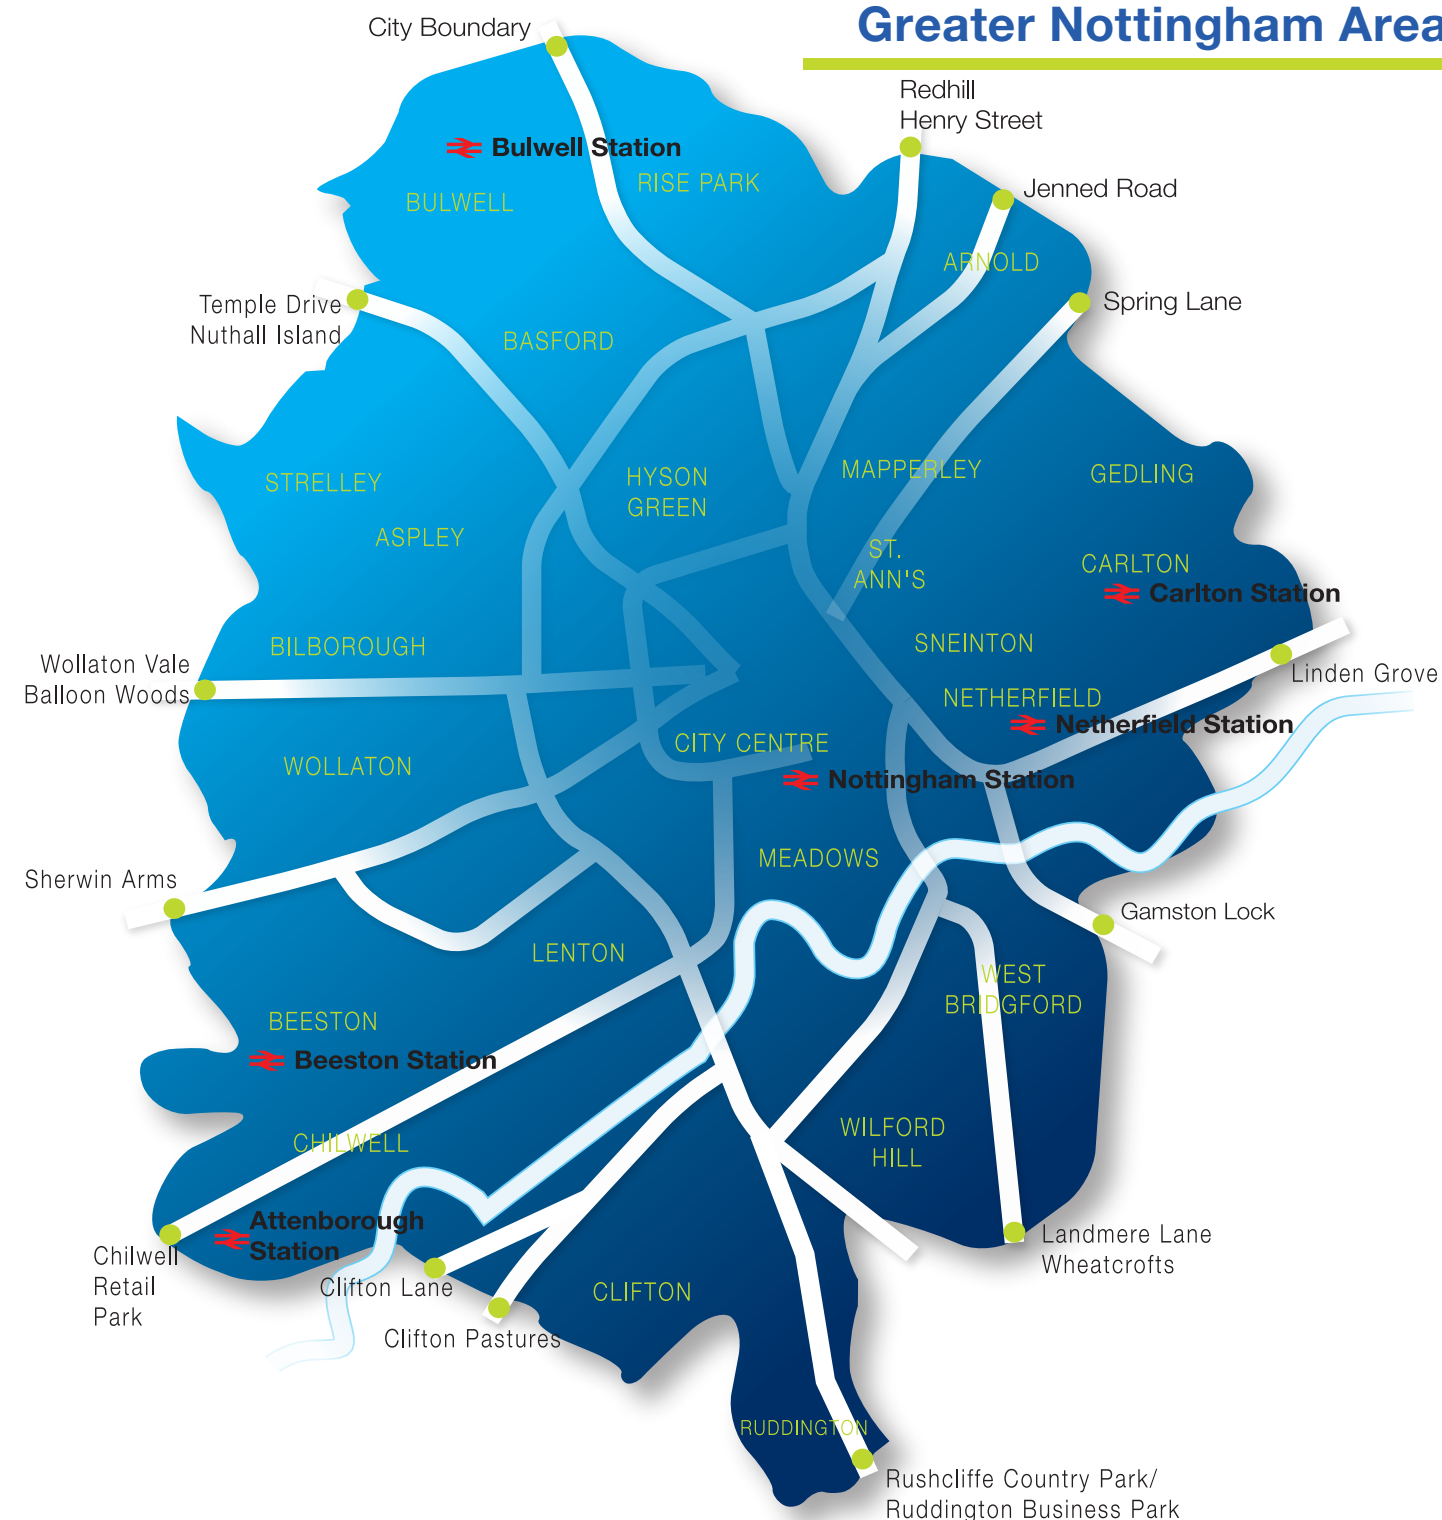 Greater Nottingham Area
City Boundary
Redhill
Henry Street
Bulwell Station
RISE PARK
Jenned Road
BULWELL
ARNOLD
Temple Drive
Nuthall Island
Spring Lane
BASFORD
STRELLEY
HYSON
GREEN
MAPPERLEY
GEDLING
ASPLEY
ST.
ANN'S
CARLTON
Carlton Station
BILBOROUGH
SNEINTON
Wollaton Vale
Balloon Woods
Linden Grove
NETHERFIELD
Netherfield Station
CITY CENTRE
WOLLATON
Nottingham Station
MEADOWS
Sherwin Arms
Gamston Lock
LENTON
WEST
BRIDGFORD
BEESTON
Beeston Station
CHILWELL
WILFORD
HILL
Attenborough
Station
Chilwell
Retail
Park
Clifton Lane
Landmere Lane
Wheatcrofts
CLIFTON
Clifton Pastures
RUDDINGTON
Rushcliffe Country Park/
Ruddington Business Park